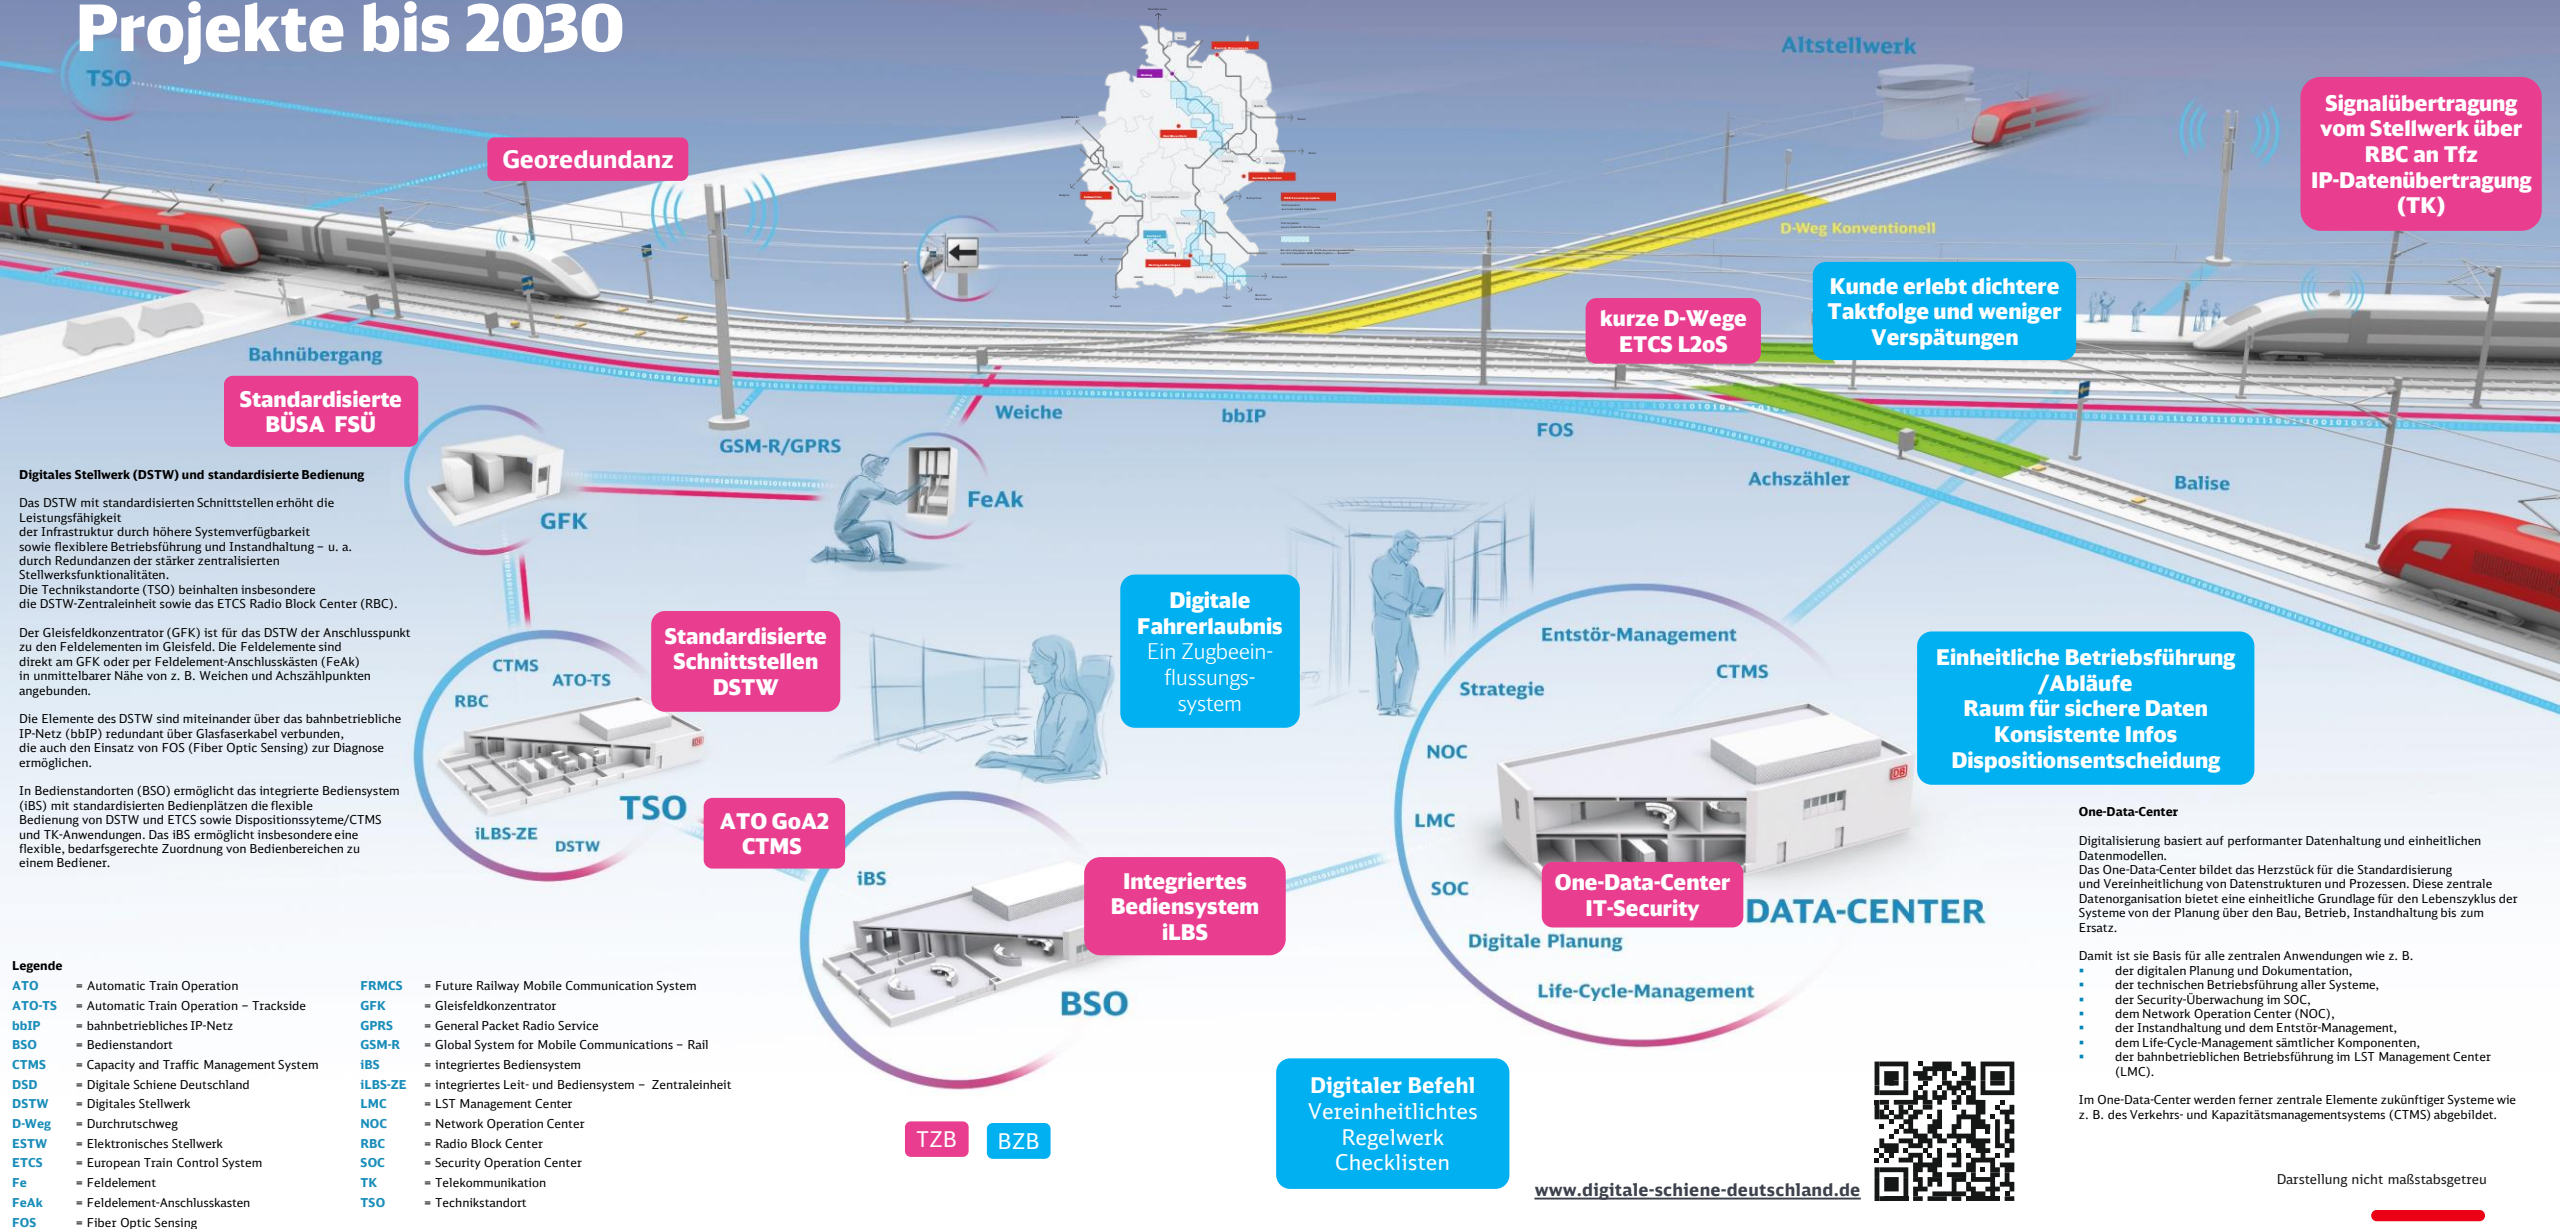 Projekte bis 2030
TSO
Georedundanz
Altstellwerk
Signalübertragung
vom Stellwerk über
RBC an Tfz
IP-Datenübertragung
(TK)
D-Weg Konventionell
Kunde erlebt dichtere
Taktfolge und weniger
Verspätungen
kurze D-Wege
ETCS L2oS
Bahnübergang
Standardisierte
BÜSA FSÜ
GSM-R/GPRS
Weiche
bbIP
FOS
Achszähler
Balise
GFK
FeAk
Digitales Stellwerk (DSTW) und standardisierte Bedienung
Das DSTW mit standardisierten Schnittstellen erhöht die
Leistungsfähigkeit
der Infrastruktur durch höhere Systemverfügbarkeit
sowie flexiblere Betriebsführung und Instandhaltung – u. a.
durch Redundanzen der stärker zentralisierten
Stellwerksfunktionalitäten.
Die Technikstandorte (TSO) beinhalten insbesondere
die DSTW-Zentraleinheit sowie das ETCS Radio Block Center (RBC).
Der Gleisfeldkonzentrator (GFK) ist für das DSTW der Anschlusspunkt
zu den Feldelementen im Gleisfeld. Die Feldelemente sind
direkt am GFK oder per Feldelement-Anschlusskästen (FeAk)
in unmittelbarer Nähe von z. B. Weichen und Achszählpunkten
angebunden.
Die Elemente des DSTW sind miteinander über das bahnbetriebliche
IP-Netz (bbIP) redundant über Glasfaserkabel verbunden,
die auch den Einsatz von FOS (Fiber Optic Sensing) zur Diagnose
ermöglichen.
In Bedienstandorten (BSO) ermöglicht das integrierte Bediensystem
(iBS) mit standardisierten Bedienplätzen die flexible
Bedienung von DSTW und ETCS sowie Dispositionssyteme/CTMS
und TK-Anwendungen. Das iBS ermöglicht insbesondere eine
flexible, bedarfsgerechte Zuordnung von Bedienbereichen zu
einem Bediener.
CTMS
ATO-TS
RBC
iLBS-ZE
DSTW
TSO
Standardisierte
Schnittstellen
DSTW
ATO GoA2
CTMS
Digitale
Fahrerlaubnis
Ein Zugbeein-
flussungs-
system
iBS
BSO
Integriertes
Bediensystem
iLBS
Entstör-Management
CTMS
Strategie
NOC
LMC
SOC
DB
One-Data-Center
IT-Security
DATA-CENTER
Digitale Planung
Life-Cycle-Management
Einheitliche Betriebsführung
/Abläufe
Raum für sichere Daten
Konsistente Infos
Dispositionsentscheidung
One-Data-Center
Digitalisierung basiert auf performanter Datenhaltung und einheitlichen
Datenmodellen.
Das One-Data-Center bildet das Herzstück für die Standardisierung
und Vereinheitlichung von Datenstrukturen und Prozessen. Diese zentrale
Datenorganisation bietet eine einheitliche Grundlage für den Lebenszyklus der
Systeme von der Planung über den Bau, Betrieb, Instandhaltung bis zum
Ersatz.
Damit ist sie Basis für alle zentralen Anwendungen wie z. B.
▪ der digitalen Planung und Dokumentation,
▪ der technischen Betriebsführung aller Systeme,
▪ der Security-Überwachung im SOC,
▪ dem Network Operation Center (NOC),
▪ der Instandhaltung und dem Entstör-Management,
▪ dem Life-Cycle-Management sämtlicher Komponenten,
▪ der bahnbetrieblichen Betriebsführung im LST Management Center
(LMC).
Im One-Data-Center werden ferner zentrale Elemente zukünftiger Systeme wie
z. B. des Verkehrs- und Kapazitätsmanagementsystems (CTMS) abgebildet.
Legende
ATO = Automatic Train Operation
ATO-TS = Automatic Train Operation – Trackside
bbIP = bahnbetriebliches IP-Netz
BSO = Bedienstandort
CTMS = Capacity and Traffic Management System
DSD = Digitale Schiene Deutschland
DSTW = Digitales Stellwerk
D-Weg = Durchrutschweg
ESTW = Elektronisches Stellwerk
ETCS = European Train Control System
Fe = Feldelement
FeAk = Feldelement-Anschlusskasten
FOS = Fiber Optic Sensing
FRMCS = Future Railway Mobile Communication System
GFK = Gleisfeldkonzentrator
GPRS = General Packet Radio Service
GSM-R = Global System for Mobile Communications – Rail
iBS = integriertes Bediensystem
iLBS-ZE = integriertes Leit- und Bediensystem – Zentraleinheit
LMC = LST Management Center
NOC = Network Operation Center
RBC = Radio Block Center
SOC = Security Operation Center
TK = Telekommunikation
TSO = Technikstandort
TZB
BZB
Digitaler Befehl
Vereinheitlichtes
Regelwerk
Checklisten
www.digitale-schiene-deutschland.de
Darstellung nicht maßstabsgetreu